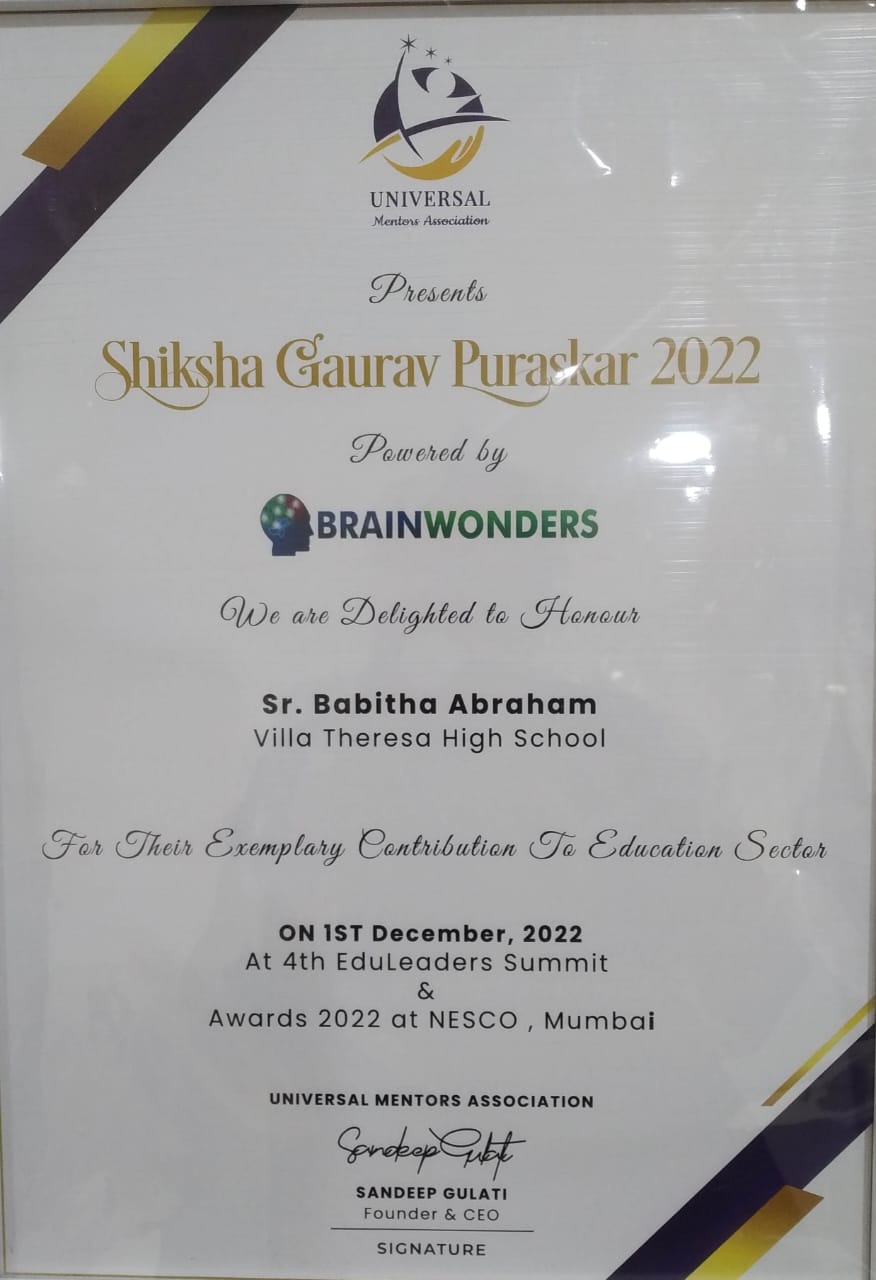 UNIVERSAL
Mentors Association
Presents
Shiksha Gaurav Puraskar 2022
Powered by
BRAINWONDERS
We are Delighted to Honour
Sr. Babitha Abraham
Villa Theresa High School
For Their Exemplary Contribution To Education Sector
ON 1ST December, 2022
At 4th EduLeaders Summit
&
Awards 2022 at NESCO , Mumbai
UNIVERSAL MENTORS ASSOCIATION
Sandeep Gulati
SANDEEP GULATI
Founder & CEO
SIGNATURE